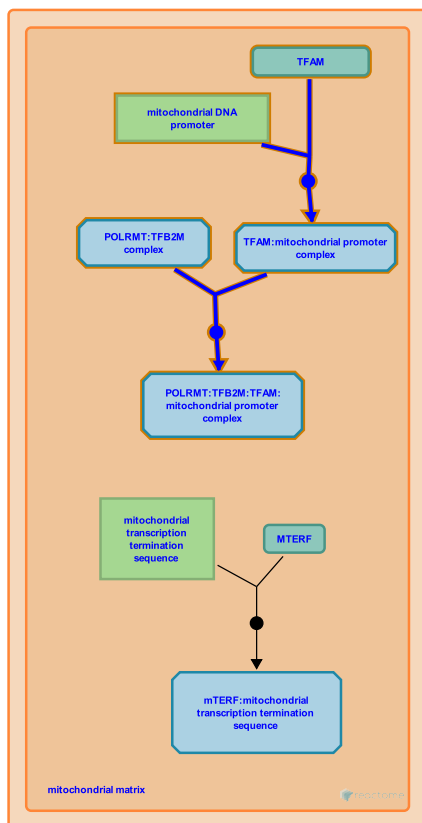 TFAM
mitochondrial DNA
promoter
POLRMT:TFB2M
complex
TFAM:mitochondrial promoter
complex
POLRMT:TFB2M:TFAM:
mitochondrial promoter
complex
mitochondrial
transcription
termination
sequence
MTERF
mTERF:mitochondrial
transcription termination
sequence
mitochondrial matrix
reactome